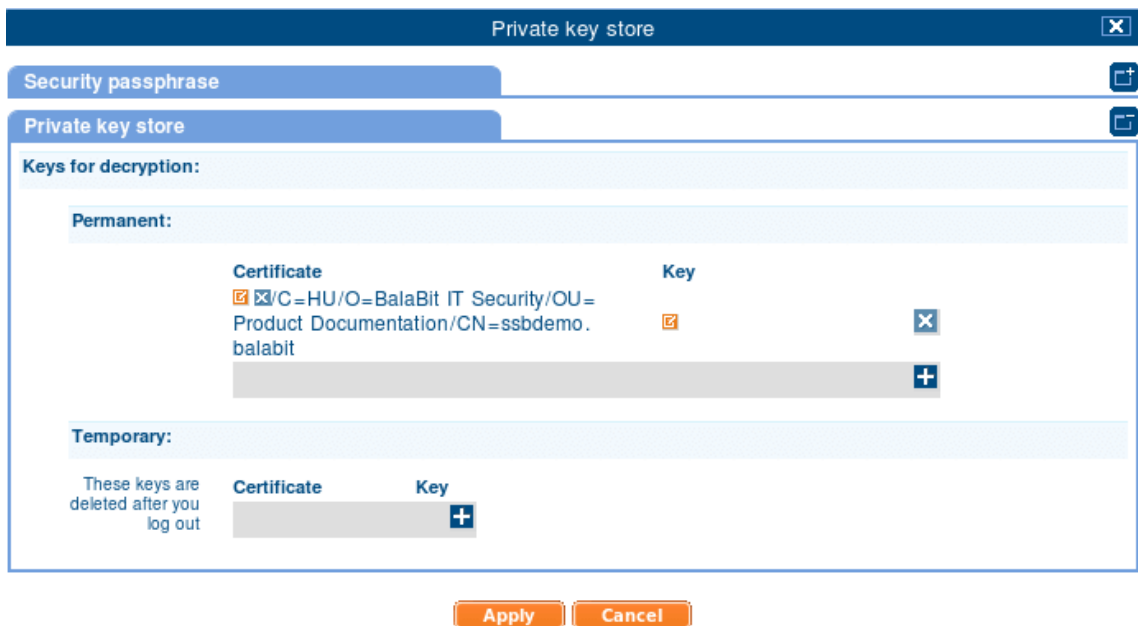 Private key store
Security passphrase
Private key store
Keys for decryption:
Permanent:
Certificate Key
/C=HU/O=BalaBit IT Security/OU=
Product Documentation/CN=ssbdemo.
balabit
Temporary:
These keys are
deleted after you
log out
Certificate Key
Apply Cancel